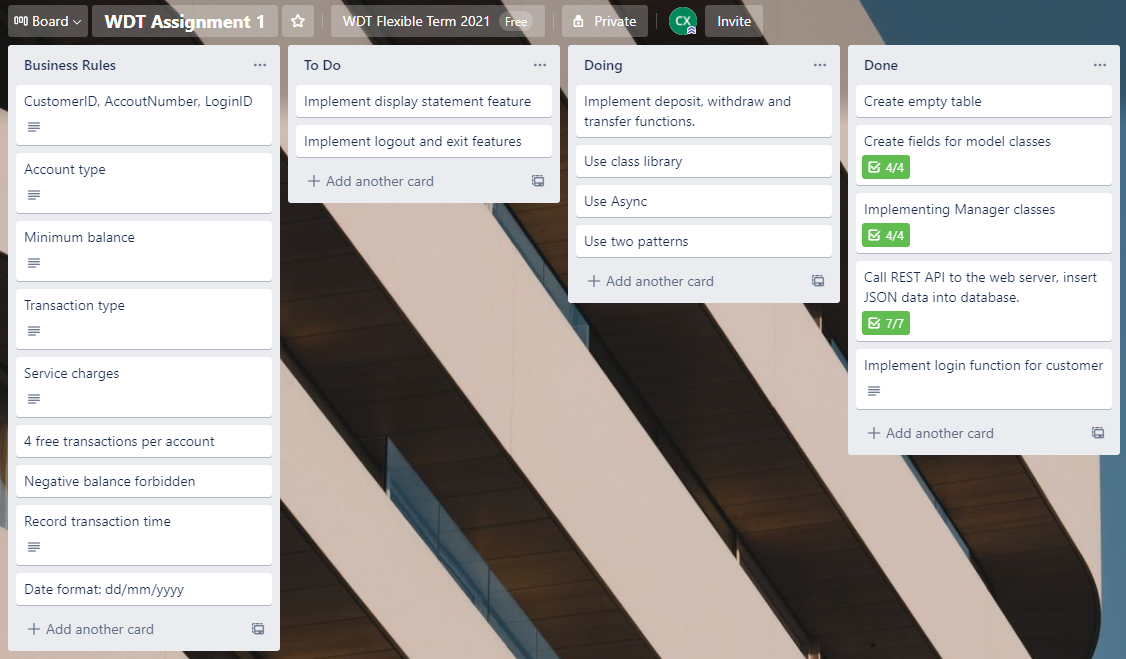 Board
WDT Assignment 1
WDT Flexible Term 2021 Free
Private
CX
Invite
Business Rules
CustomerID, AccoutNumber, LoginID
Account type
Minimum balance
Transaction type
Service charges
4 free transactions per account
Negative balance forbidden
Record transaction time
Date format: dd/mm/yyyy
+ Add another card
To Do
Implement display statement feature
Implement logout and exit features
+ Add another card
Doing
Implement deposit, withdraw and
transfer functions.
Use class library
Use Async
Use two patterns
+ Add another card
Done
Create empty table
Create fields for model classes
4/4
Implementing Manager classes
4/4
Call REST API to the web server, insert
JSON data into database.
7/7
Implement login function for customer
+ Add another card